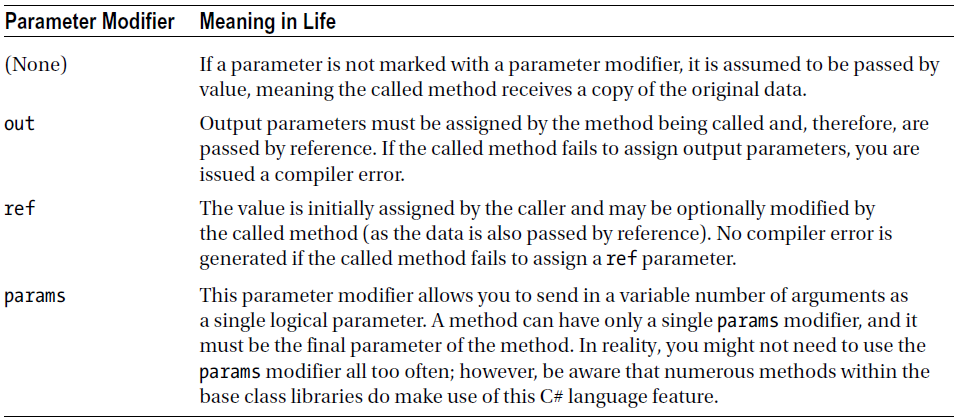 Parameter Modifier Meaning in Life
(None) If a parameter is not marked with a parameter modifier, it is assumed to be passed by
value, meaning the called method receives a copy of the original data.
out Output parameters must be assigned by the method being called and, therefore, are
passed by reference. If the called method fails to assign output parameters, you are
issued a compiler error.
ref The value is initially assigned by the caller and may be optionally modified by
the called method (as the data is also passed by reference). No compiler error is
generated if the called method fails to assign a ref parameter.
params This parameter modifier allows you to send in a variable number of arguments as
a single logical parameter. A method can have only a single params modifier, and it
must be the final parameter of the method. In reality, you might not need to use the
params modifier all too often; however, be aware that numerous methods within the
base class libraries do make use of this C# language feature.